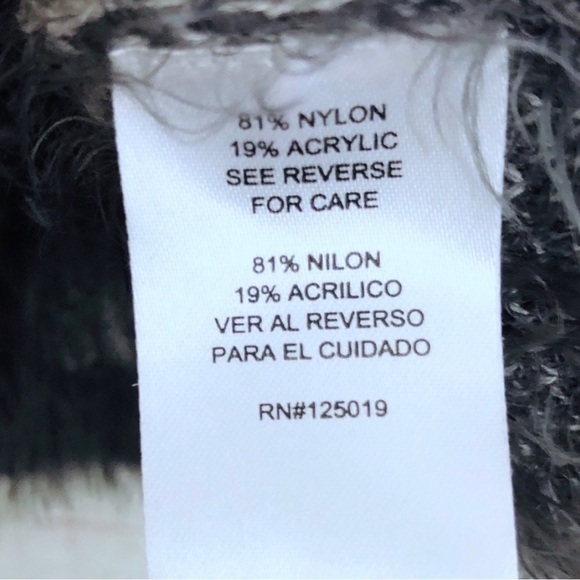 81% NYLON
19% ACRYLIC
SEE REVERSE
FOR CARE
81% NILON
19% ACRILICO
VER AL REVERSO
PARA EL CUIDADO
RN#125019